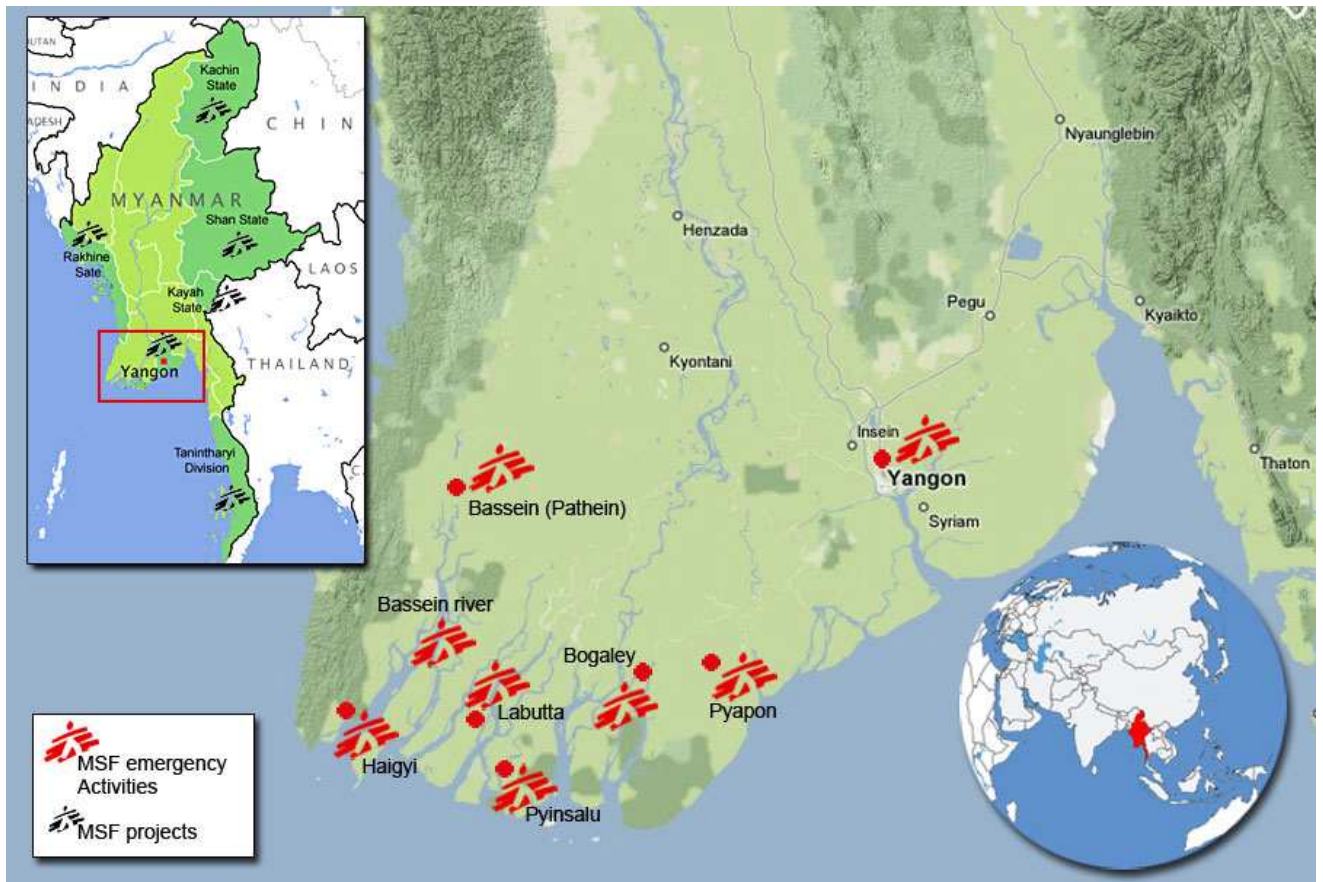 UTAN
INDIA
ADESH
CHIN
Kachin
State
MYANMAR
Shan State
Rakhine
Sate
LAOS
Kayah
State
THAILAND
Yangon
Tanintharyi
Division
C
Nyaunglebin
Henzada
Pegu
Kyaikto
Kyontani
Insein
Yangon
Thaton
Bassein (Pathein)
Syriam
Bassein river
Bogaley
Labutta
Pyapon
Haigyi
Pyinsalu
MSF emergency
Activities
MSF projects